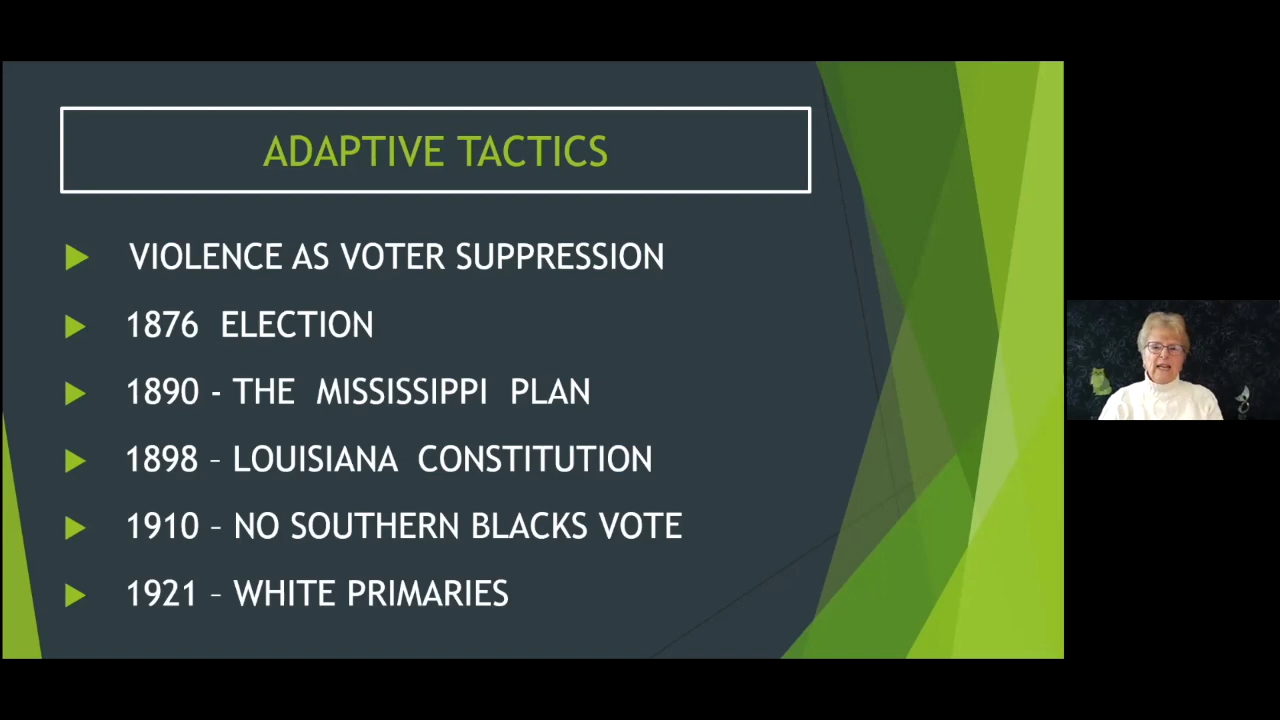 ADAPTIVE TACTICS
VIOLENCE AS VOTER SUPPRESSION
1876 ELECTION
1890 - THE MISSISSIPPI PLAN
1898 – LOUISIANA CONSTITUTION
1910 – NO SOUTHERN BLACKS VOTE
1921 – WHITE PRIMARIES